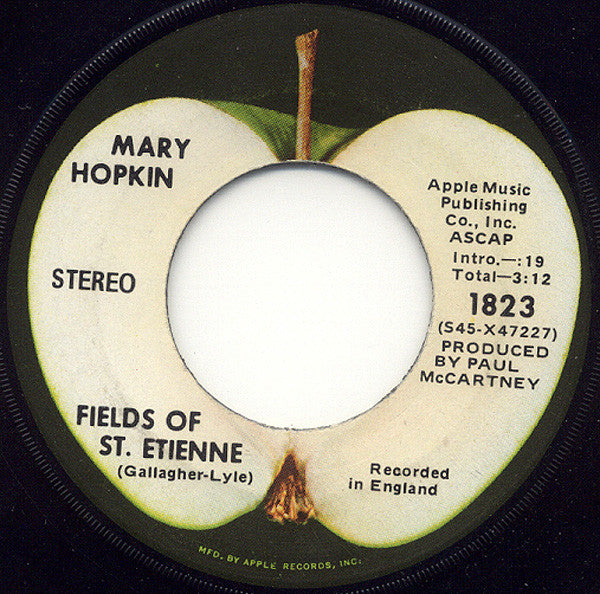 MARY
HOPKIN
STEREO
Apple Music
Publishing
Co., Inc.
ASCAP
Intro.—:19
Total—3:12
1823
(S45-X47227)
PRODUCED
BY PAUL
McCARTNEY
FIELDS OF
ST. ETIENNE
(Gallagher-Lyle)
Recorded
in England
MFD. BY APPLE RECORDS, INC.